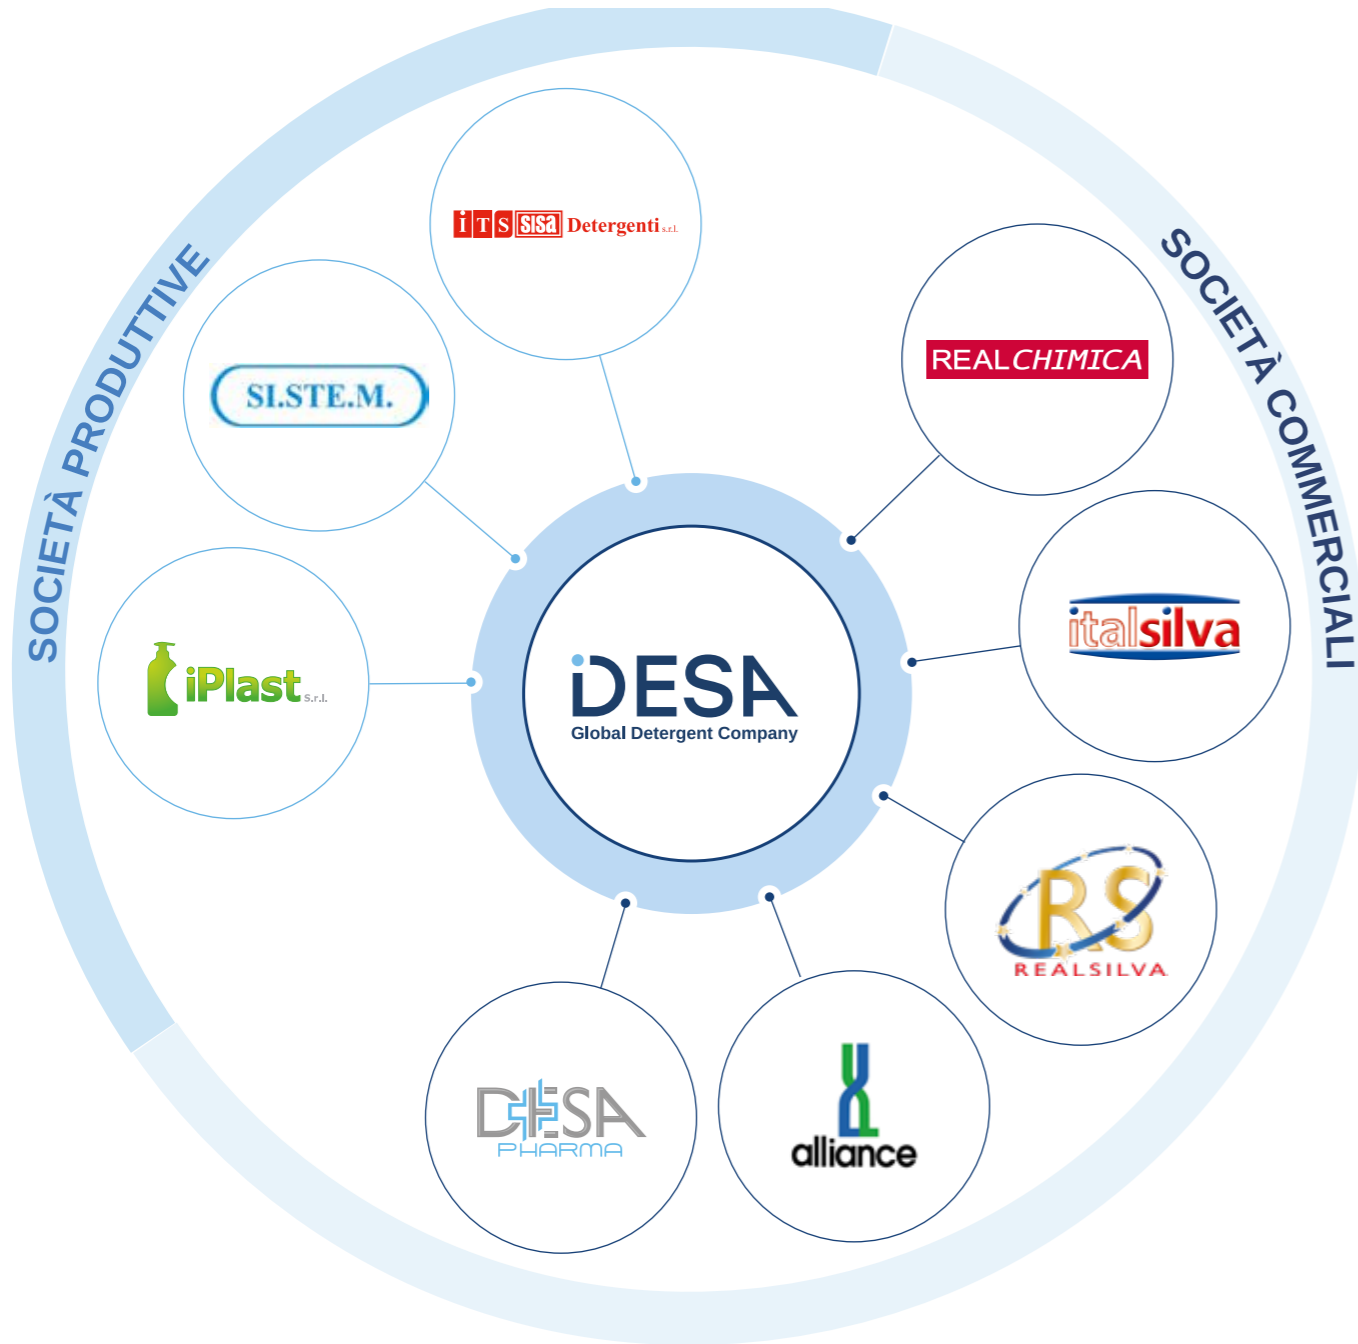 SOCIETÀ PRODUTTIVE
SOCIETÀ COMMERCIALI
iTS SISA Detergenti s.r.l.
SI.STE.M.
iPlast s.r.l.
REALCHIMICA
italsilva
RS
REALSILVA
alliance
DESA
PHARMA
DESA
Global Detergent Company